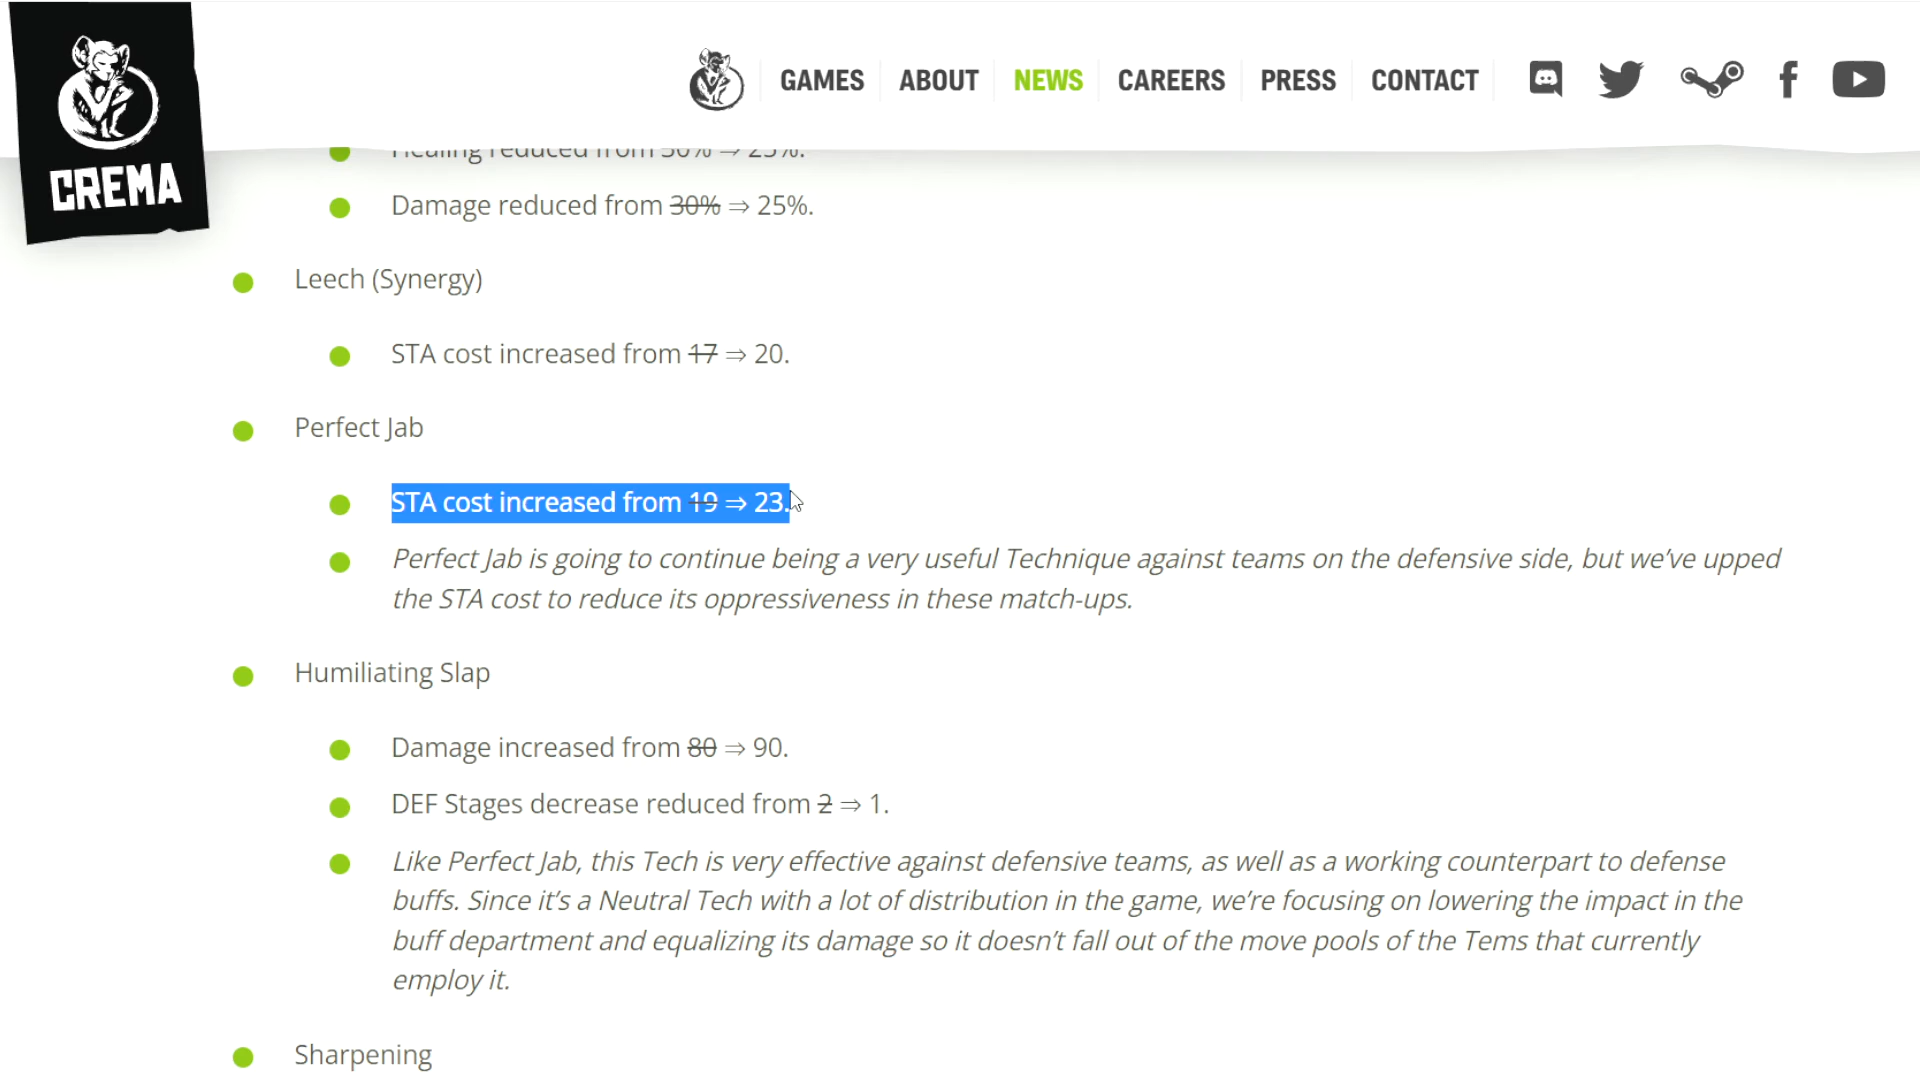 GAMES ABOUT NEWS CAREERS PRESS CONTACT
CREMA
Healing reduced from 30% ⇒ 25%.
Damage reduced from 30% ⇒ 25%.
Leech (Synergy)
STA cost increased from 17 ⇒ 20.
Perfect Jab
STA cost increased from 19 ⇒ 23.
Perfect Jab is going to continue being a very useful Technique against teams on the defensive side, but we’ve upped
the STA cost to reduce its oppressiveness in these match-ups.
Humiliating Slap
Damage increased from 80 ⇒ 90.
DEF Stages decrease reduced from 2 ⇒ 1.
Like Perfect Jab, this Tech is very effective against defensive teams, as well as a working counterpart to defense
buffs. Since it’s a Neutral Tech with a lot of distribution in the game, we’re focusing on lowering the impact in the
buff department and equalizing its damage so it doesn’t fall out of the move pools of the Tems that currently
employ it.
Sharpening